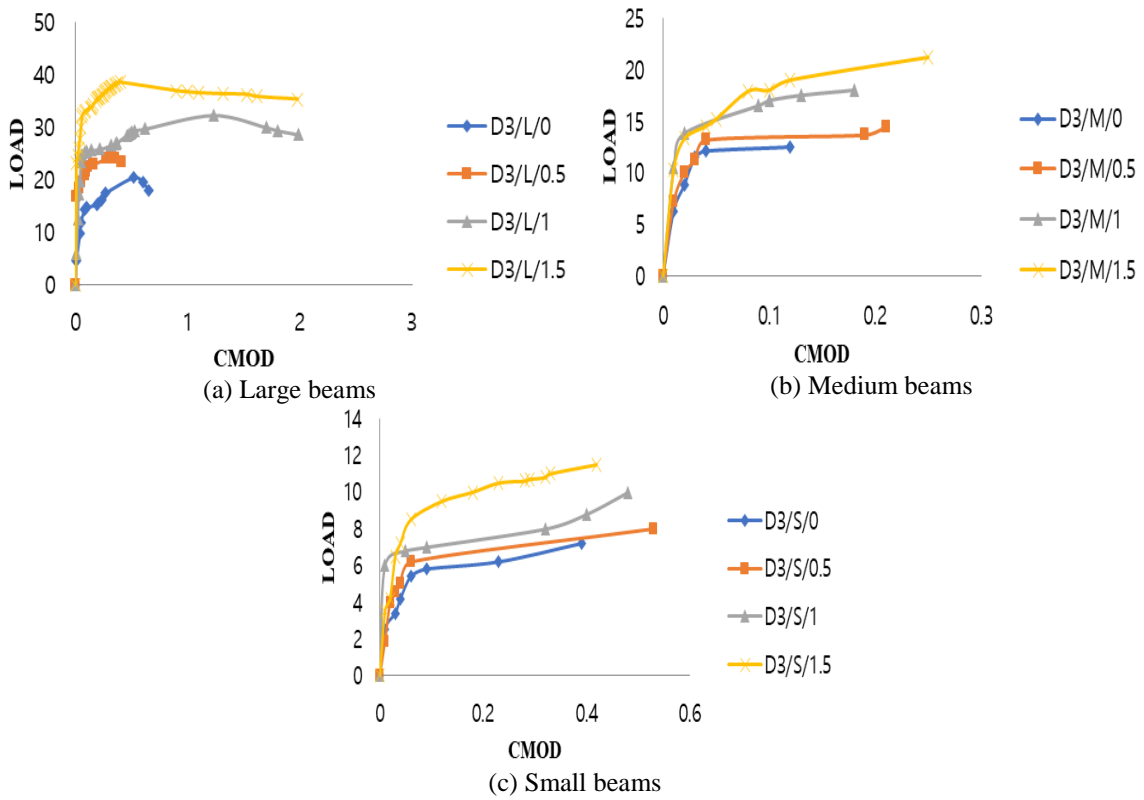 50
40
30
20
10
0
LOAD
0 1 2 3
CMOD
D3/L/0
D3/L/0.5
D3/L/1
D3/L/1.5
(a) Large beams
25
20
15
10
5
0
LOAD
0 0.1 0.2 0.3
CMOD
D3/M/0
D3/M/0.5
D3/M/1
D3/M/1.5
(b) Medium beams
14
12
10
8
6
4
2
0
LOAD
0 0.2 0.4 0.6
CMOD
D3/S/0
D3/S/0.5
D3/S/1
D3/S/1.5
(c) Small beams